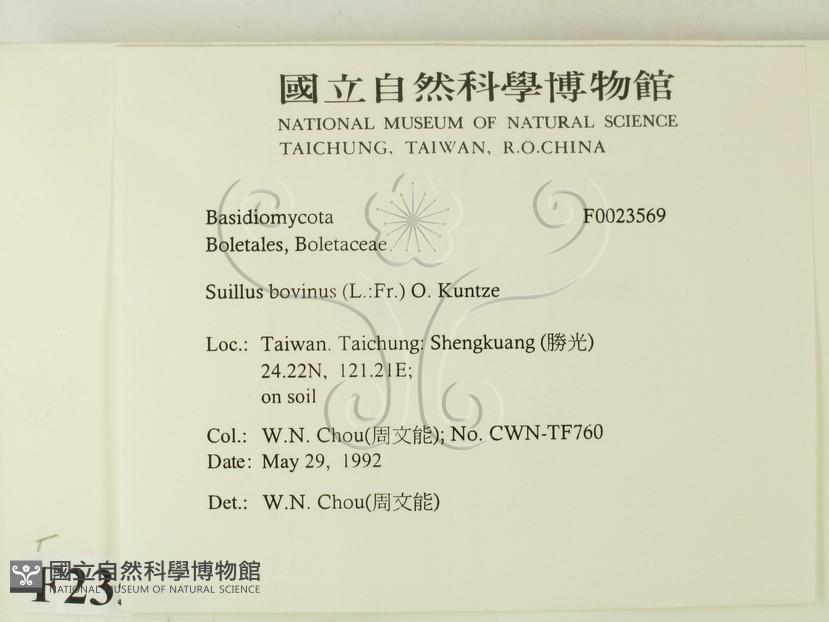 國立自然科學博物館
NATIONAL MUSEUM OF NATURAL SCIENCE
TAICHUNG, TAIWAN, R.O.CHINA
Basidiomycota F0023569
Boletales, Boletaceae
Suillus bovinus (L.:Fr.) O. Kuntze
Loc.: Taiwan. Taichung: Shengkuang (勝光)
24.22N, 121.21E;
on soil
Col.: W.N. Chou(周文能); No. CWN-TF760
Date: May 29, 1992
Det.: W.N. Chou(周文能)
F23
國立自然科學博物館
NATIONAL MUSEUM OF NATURAL SCIENCE